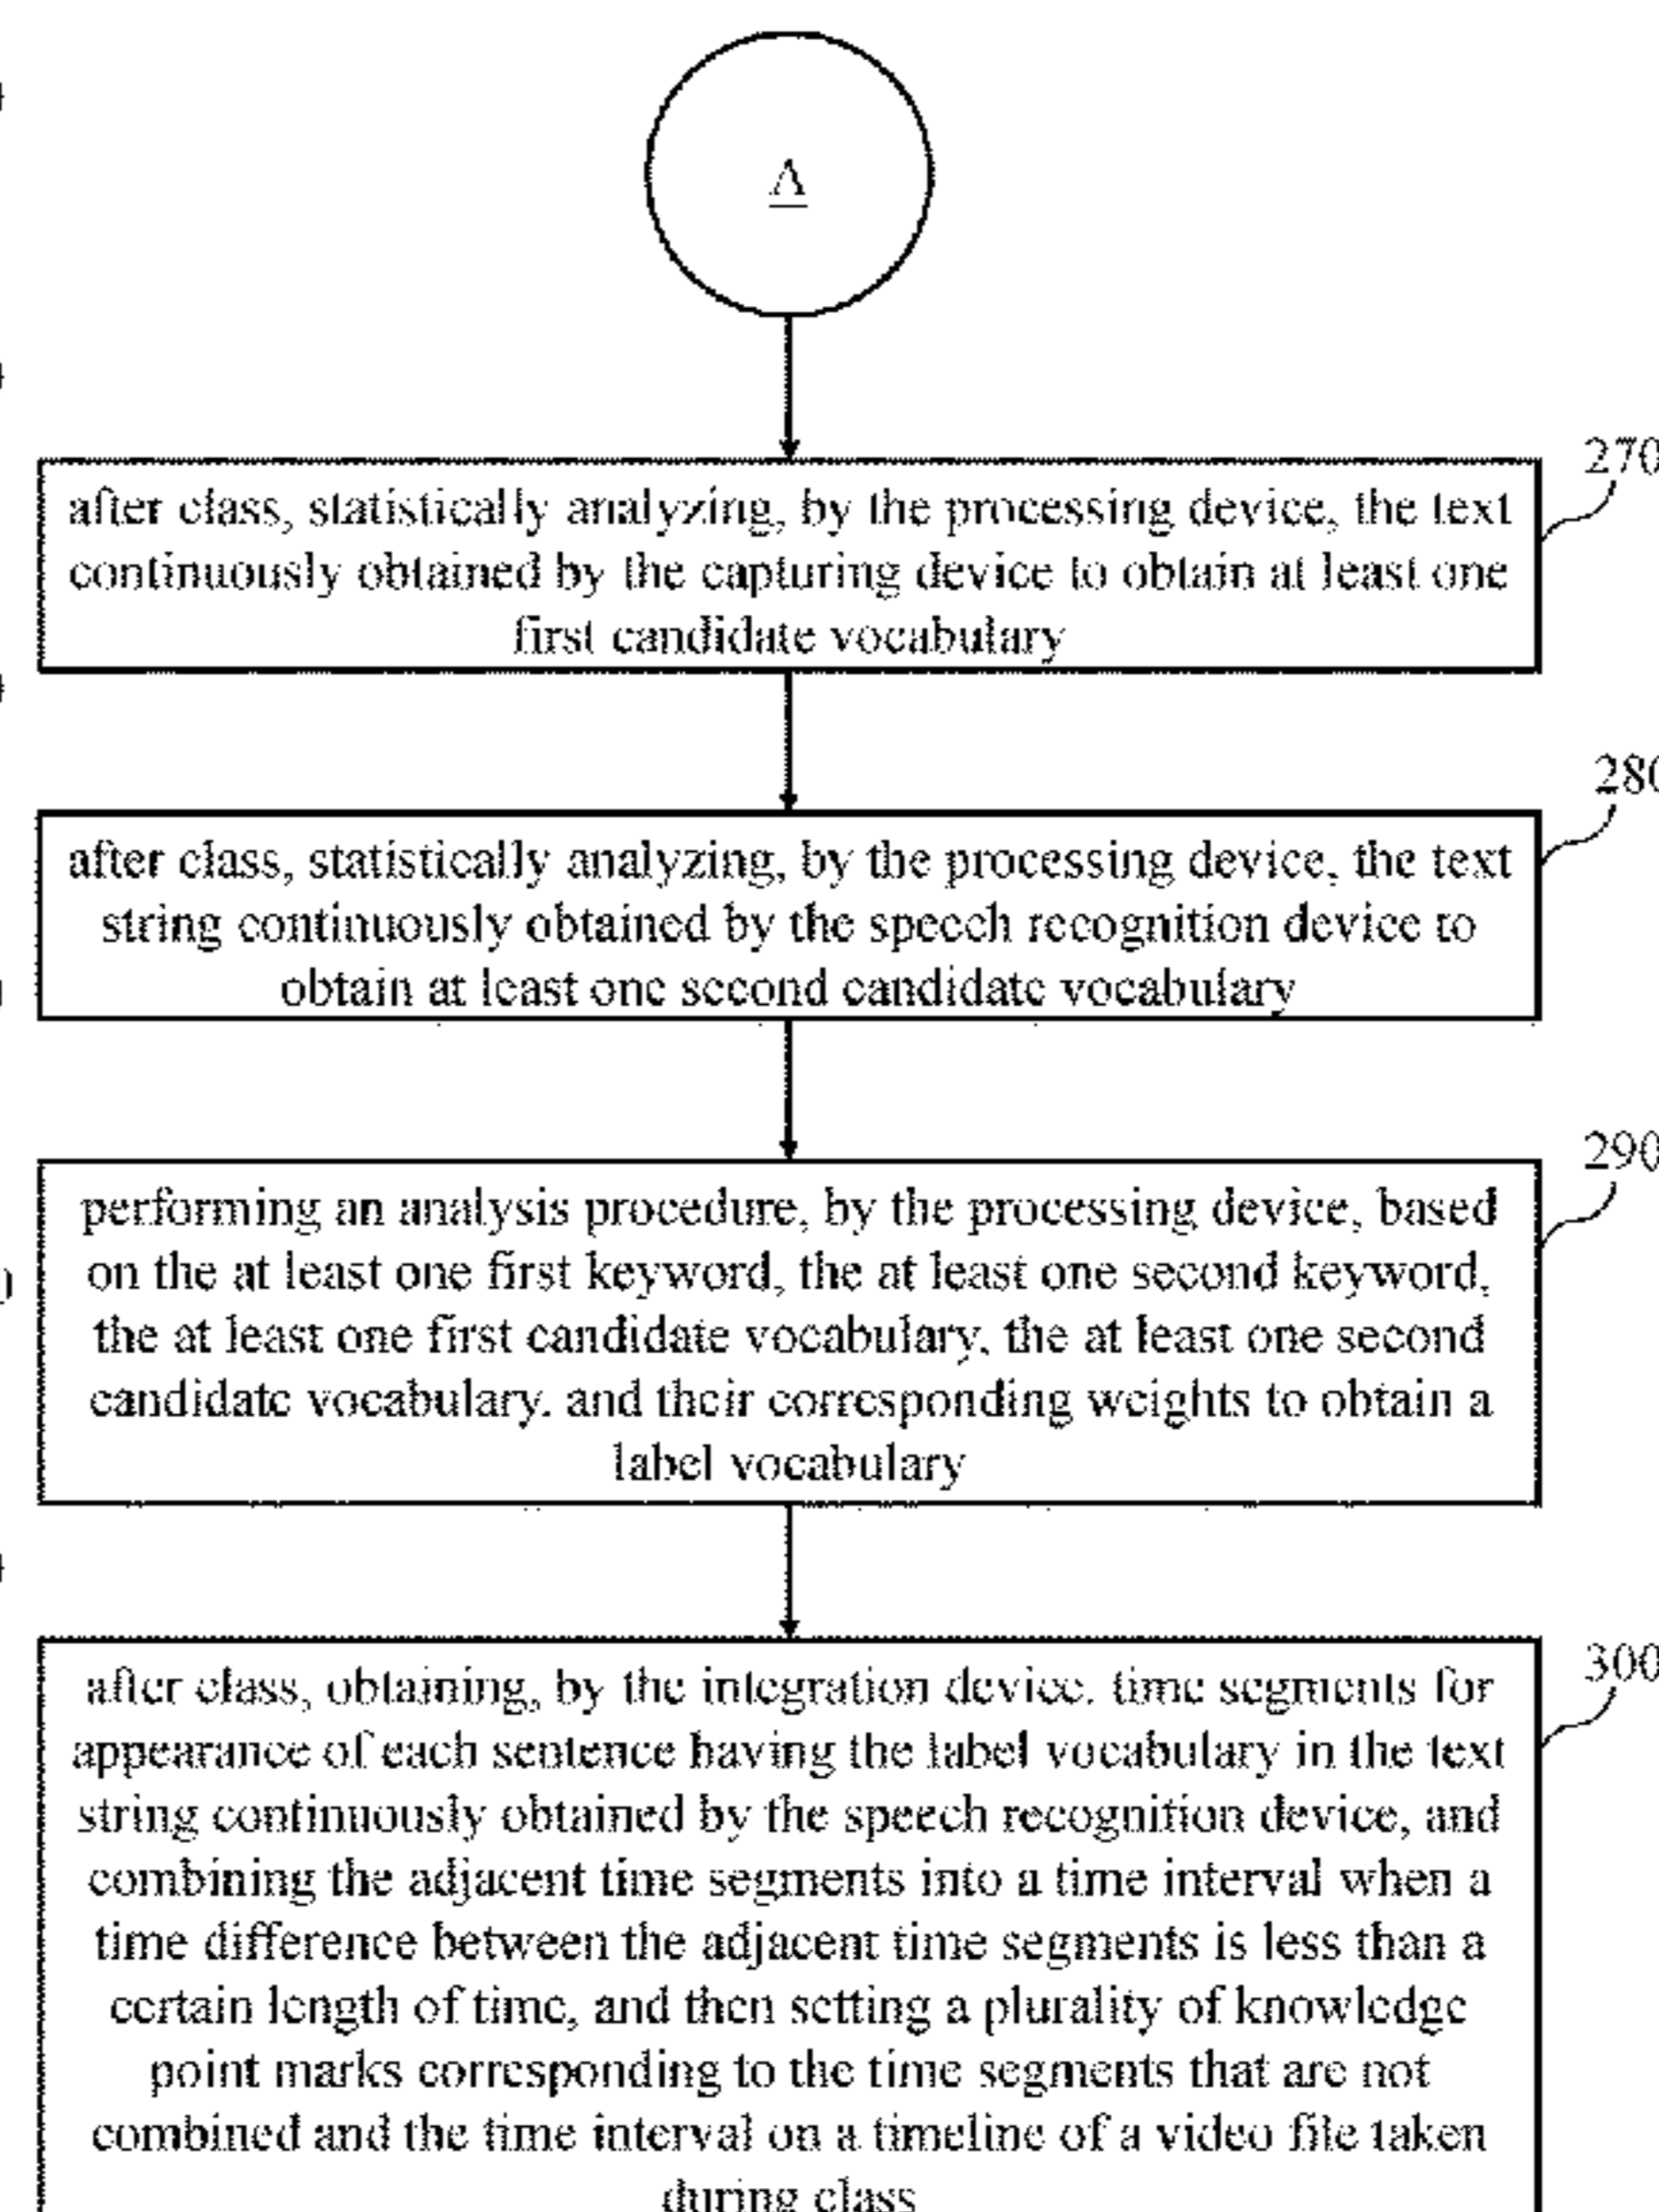 A
270
after class, statistically analyzing, by the processing device, the text
continuously obtained by the capturing device to obtain at least one
first candidate vocabulary
280
after class, statistically analyzing, by the processing device, the text
string continuously obtained by the speech recognition device to
obtain at least one second candidate vocabulary
290
performing an analysis procedure, by the processing device, based
on the at least one first keyword, the at least one second keyword,
the at least one first candidate vocabulary, the at least one second
candidate vocabulary, and their corresponding weights to obtain a
label vocabulary
300
after class, obtaining, by the integration device, time segments for
appearance of each sentence having the label vocabulary in the text
string continuously obtained by the speech recognition device, and
combining the adjacent time segments into a time interval when a
time difference between the adjacent time segments is less than a
certain length of time, and then setting a plurality of knowledge
point marks corresponding to the time segments that are not
combined and the time interval on a timeline of a video file taken
during class